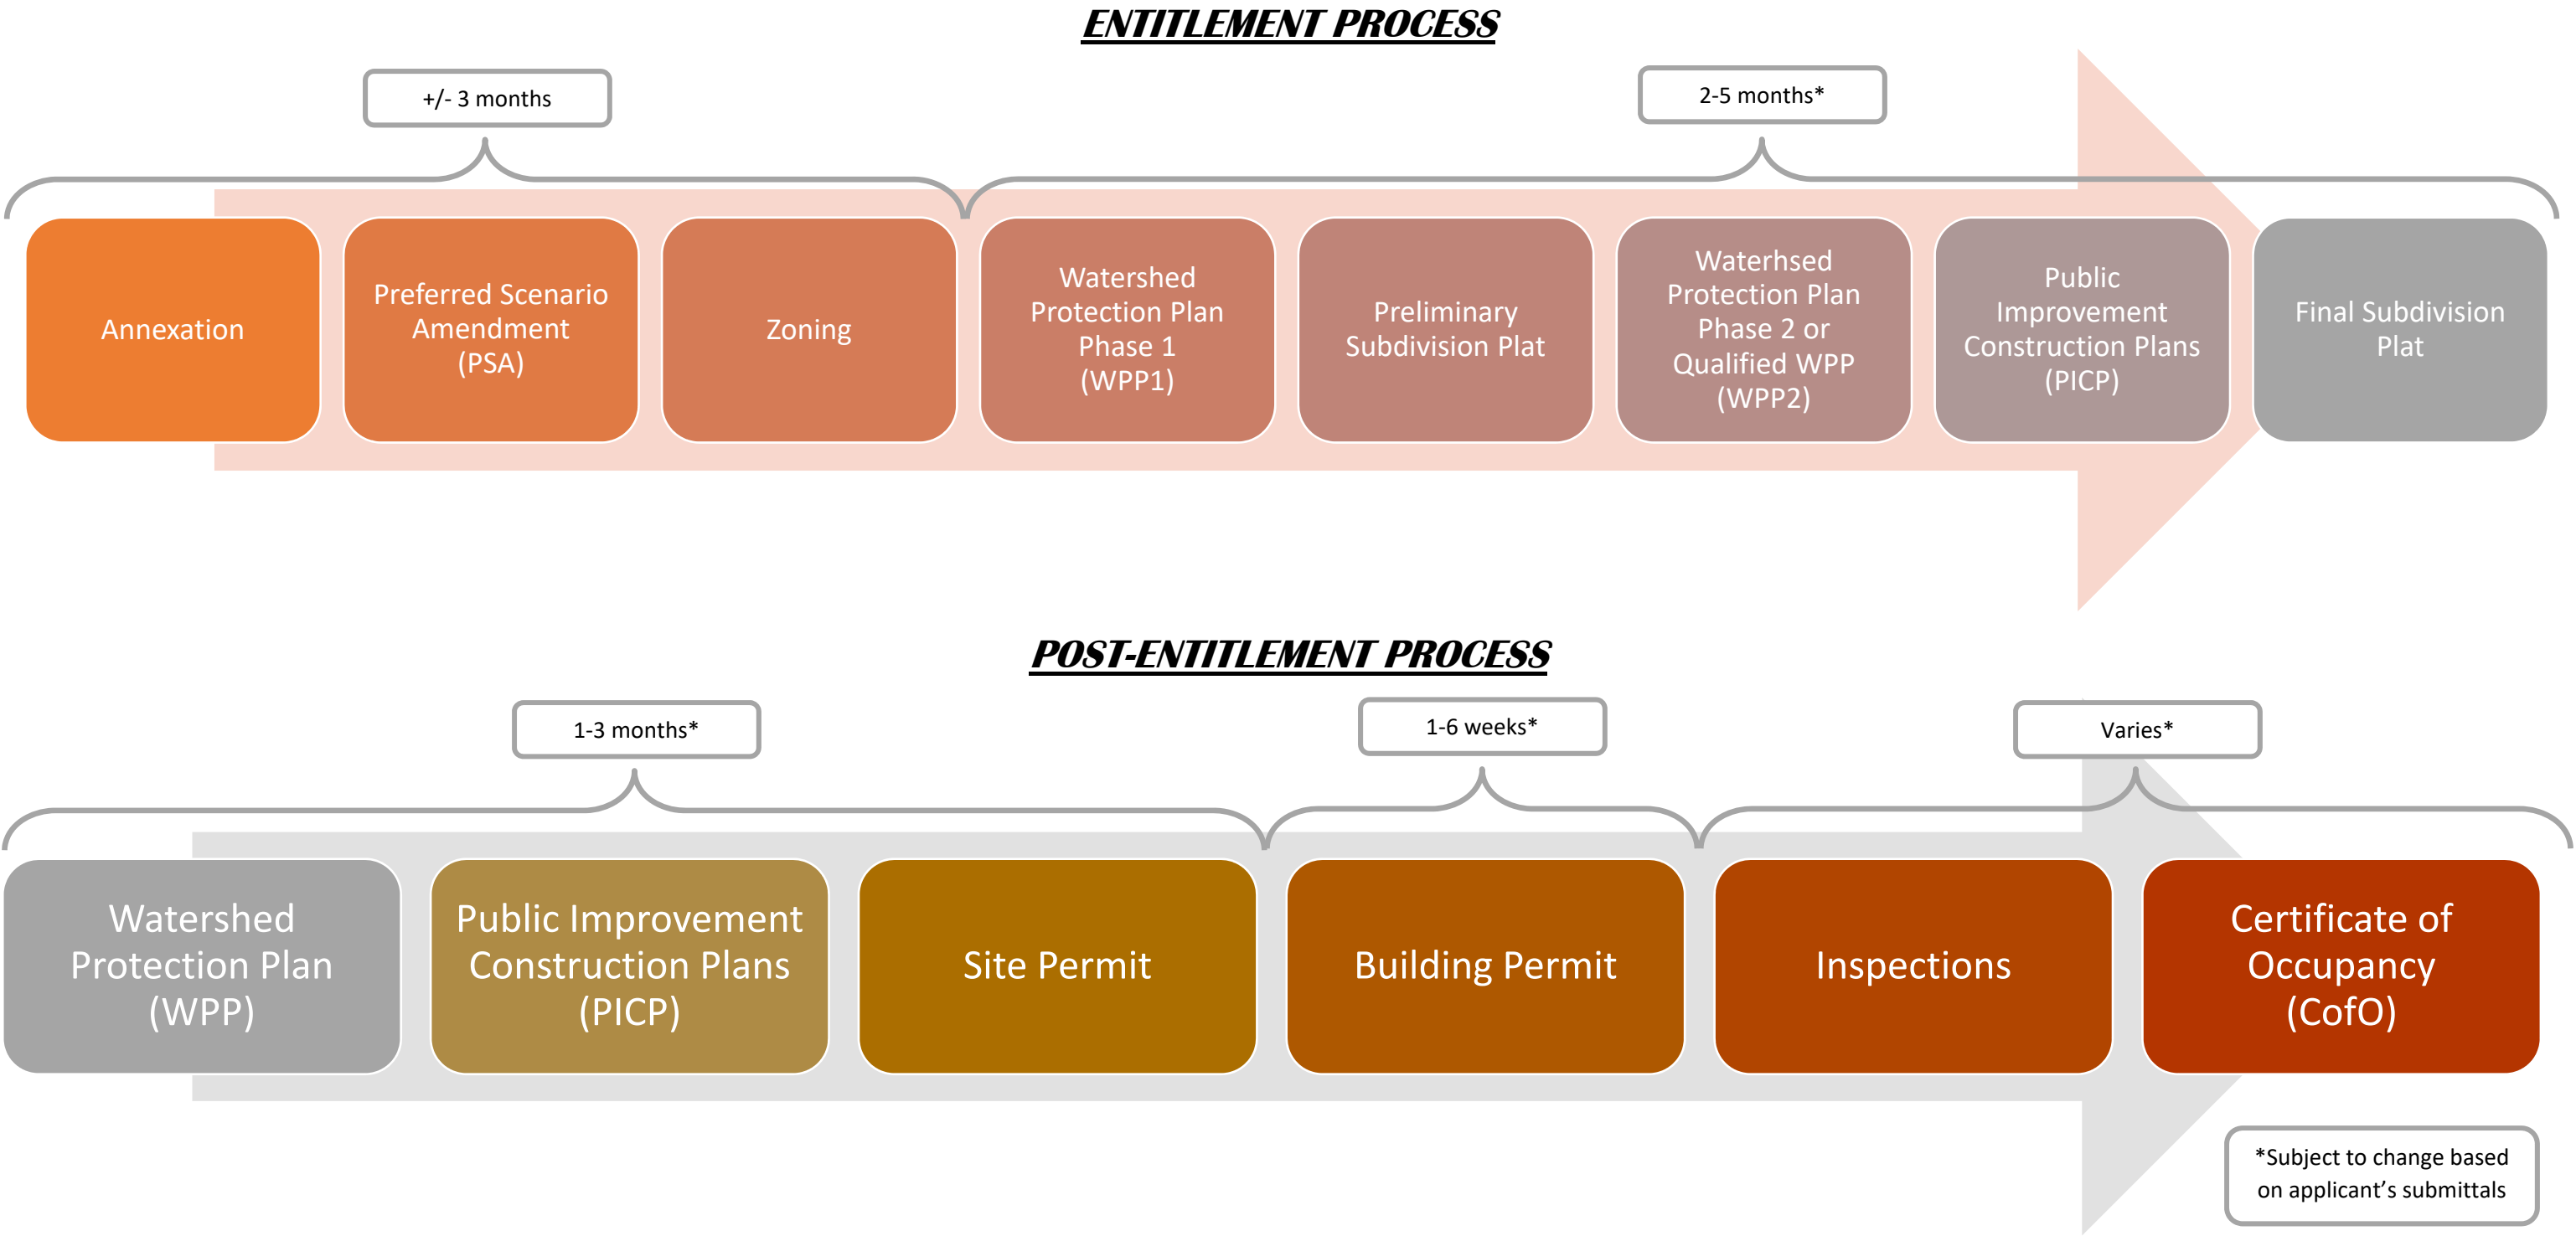 ENTITLEMENT PROCESS
+/- 3 months
2-5 months*
Annexation
Preferred Scenario
Amendment
(PSA)
Zoning
Watershed
Protection Plan
Phase 1
(WPP1)
Preliminary
Subdivision Plat
Waterhsed
Protection Plan
Phase 2 or
Qualified WPP
(WPP2)
Public
Improvement
Construction Plans
(PICP)
Final Subdivision
Plat
POST-ENTITLEMENT PROCESS
1-3 months*
1-6 weeks*
Varies*
Watershed
Protection Plan
(WPP)
Public Improvement
Construction Plans
(PICP)
Site Permit
Building Permit
Inspections
Certificate of
Occupancy
(CofO)
*Subject to change based
on applicant’s submittals